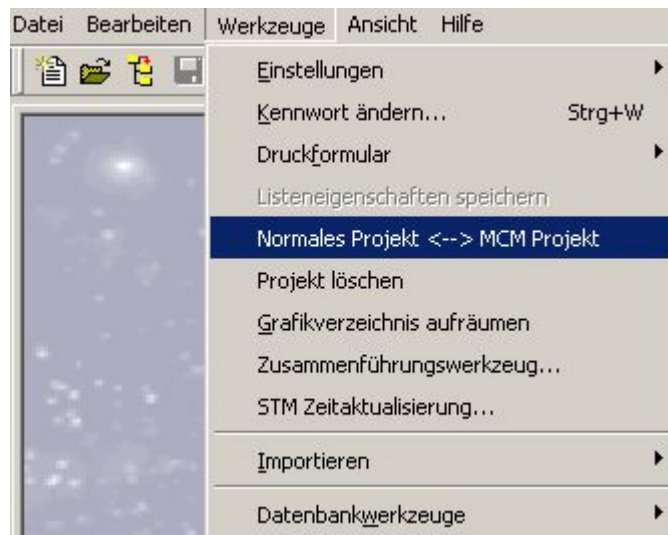 Datei Bearbeiten Werkzeuge Ansicht Hilfe
Einstellungen
Kennwort ändern... Strg+W
Druckformular
Listeneigenschaften speichern
Normales Projekt <--> MCM Projekt
Projekt löschen
Grafikverzeichnis aufräumen
Zusammenführungswerkzeug...
STM Zeitaktualisierung...
Importieren
Datenbankwerkzeuge